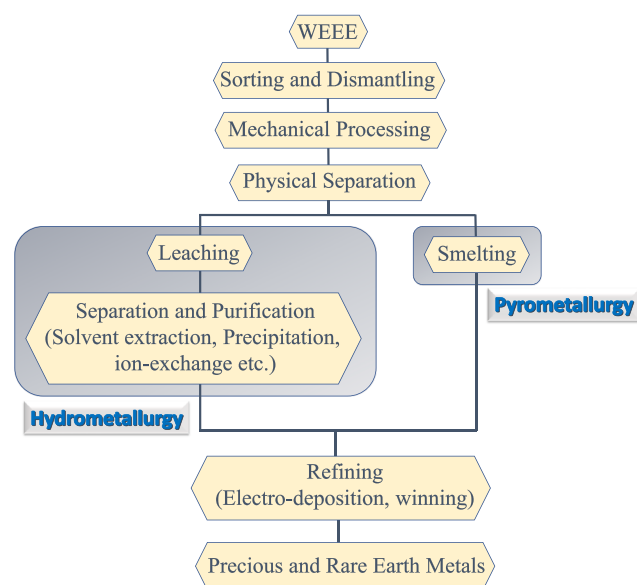 WEEE
Sorting and Dismantling
Mechanical Processing
Physical Separation
Leaching
Smelting
Separation and Purification
(Solvent extraction, Precipitation,
ion-exchange etc.)
Pyrometallurgy
Hydrometallurgy
Refining
(Electro-deposition, winning)
Precious and Rare Earth Metals